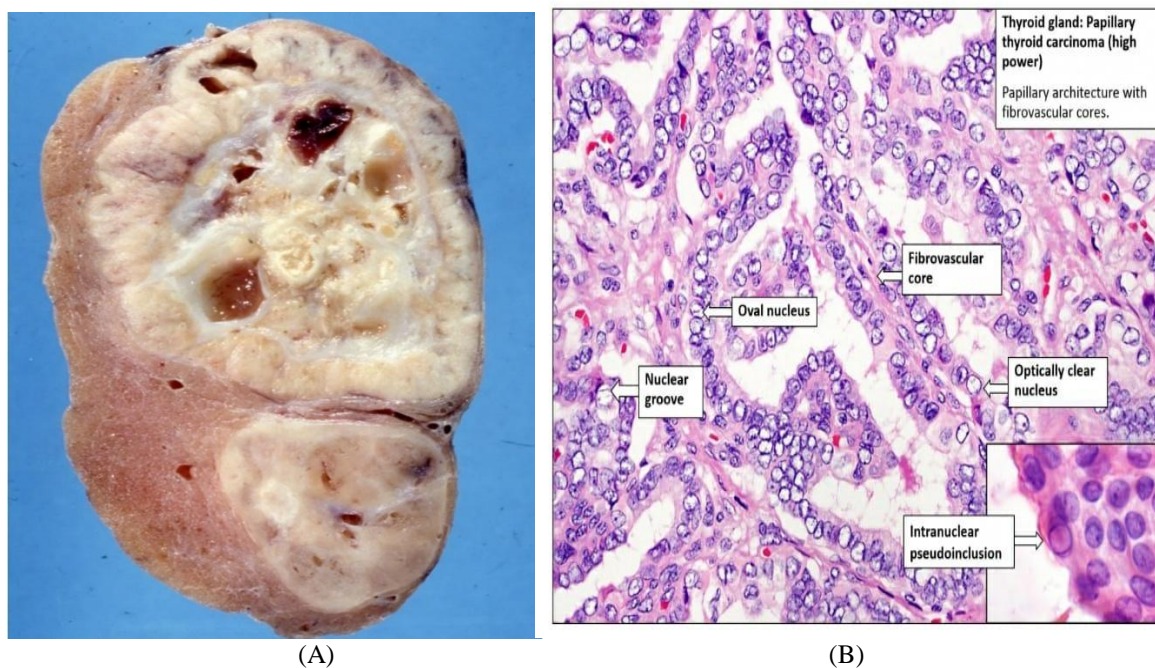 Thyroid gland: Papillary
thyroid carcinoma (high
power)
Papillary architecture with
fibrovascular cores.
Fibrovascular
core
Oval nucleus
Optically clear
nucleus
Nuclear
groove
Intranuclear
pseudoinclusion
(A)
(B)